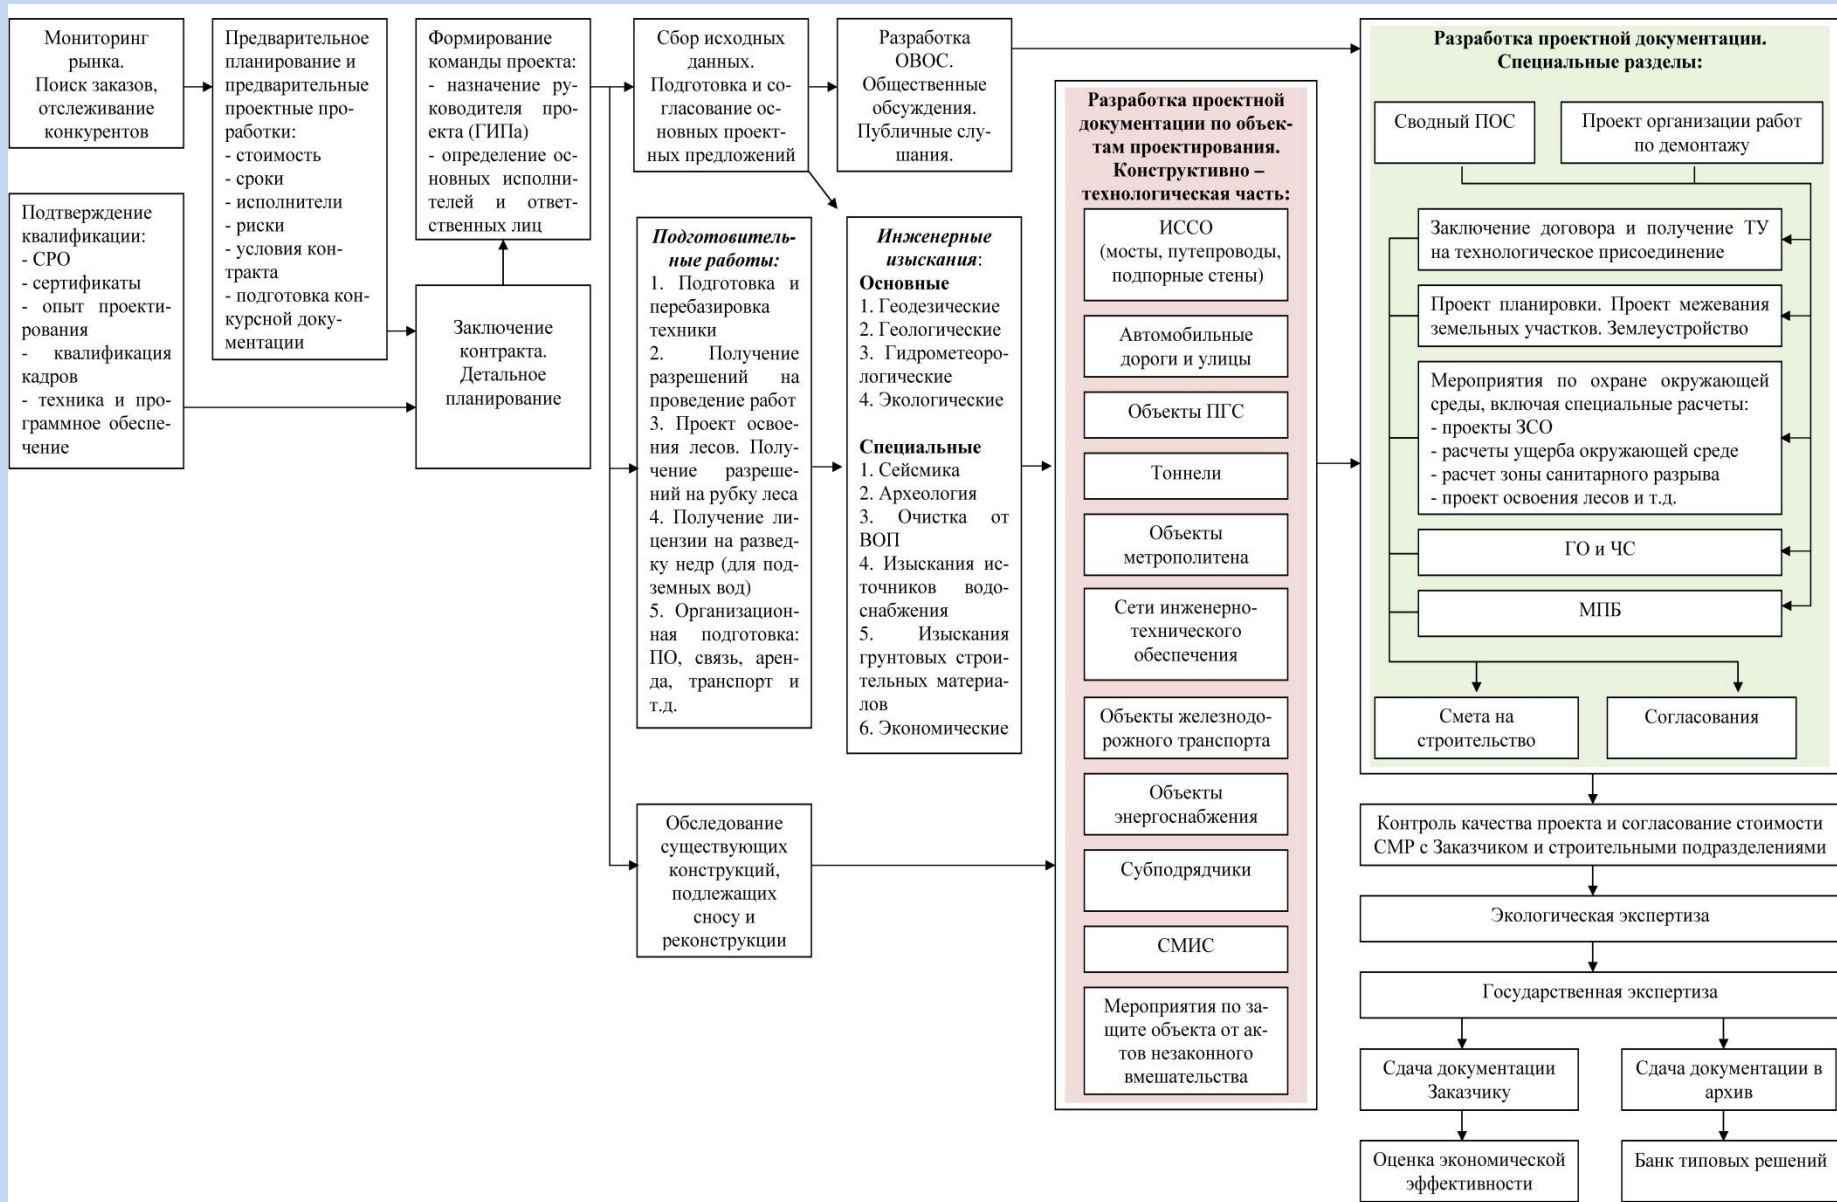 Мониторинг
рынка.
Поиск заказов,
отслеживание
конкурентов
Подтверждение
квалификации:
- СРО
- сертификаты
- опыт проекти-
рования
- квалификация
кадров
- техника и про-
граммное обеспе-
чение
Предварительное
планирование и
предварительные
проектные про-
работки:
- стоимость
- сроки
- исполнители
- риски
- условия кон-
тракта
- подготовка кон-
курсной доку-
ментации
Формирование
команды проекта:
- назначение ру-
ководителя проек-
та (ГИПа)
- определение ос-
новных исполни-
телей и ответ-
ственных лиц
Заключение
контракта.
Детальное
планирование
Сбор исходных
данных.
Подготовка и со-
гласование ос-
новных проект-
ных предложений
Разработка
ОВОС.
Общественные
обсуждения.
Публичные слу-
шания.
Подготовитель-
ные работы:
1. Подготовка и
перебазировка
техники
2. Получение
разрешений на
проведение работ
3. Проект освое-
ния лесов. Полу-
чение разреше-
ний на рубку леса
4. Получение ли-
цензии на развед-
ку недр (для под-
земных вод)
5. Организацион-
ная подготовка:
ПО, связь, арен-
да, транспорт и
т.д.
Инженерные
изыскания:
Основные
1. Геодезические
2. Геологические
3. Гидрометеоро-
логические
4. Экологические
Специальные
1. Сейсмика
2. Археология
3. Очистка от
ВОП
4. Изыскания ис-
точников водо-
снабжения
5. Изыскания
грунтовых строи-
тельных материа-
лов
6. Экономические
Обследование
существующих
конструкций,
подлежащих
сносу и
реконструкции
Разработка проектной
документации по объек-
там проектирования.
Конструктивно –
технологическая часть:
ИССО
(мосты, путепроводы,
подпорные стены)
Автомобильные
дороги и улицы
Объекты ПГС
Тоннели
Объекты
метрополитена
Сети инженерно-
технического
обеспечения
Объекты железнодо-
рожного транспорта
Объекты
энергоснабжения
Субподрядчики
СМИС
Мероприятия по за-
щите объекта от ак-
тов незаконного
вмешательства
Разработка проектной документации.
Специальные разделы:
Сводный ПОС
Проект организации работ
по демонтажу
Заключение договора и получение ТУ
на технологическое присоединение
Проект планировки. Проект межевания
земельных участков. Землеустройство
Мероприятия по охране окружающей
среды, включая специальные расчеты:
- проекты ЗСО
- расчеты ущерба окружающей среде
- расчет зоны санитарного разрыва
- проект освоения лесов и т.д.
ГО и ЧС
МПБ
Смета на
строительство
Согласования
Контроль качества проекта и согласование стоимости
СМР с Заказчиком и строительными подразделениями
Экологическая экспертиза
Государственная экспертиза
Сдача документации
Заказчику
Сдача документации в
архив
Оценка экономической
эффективности
Банк типовых решений